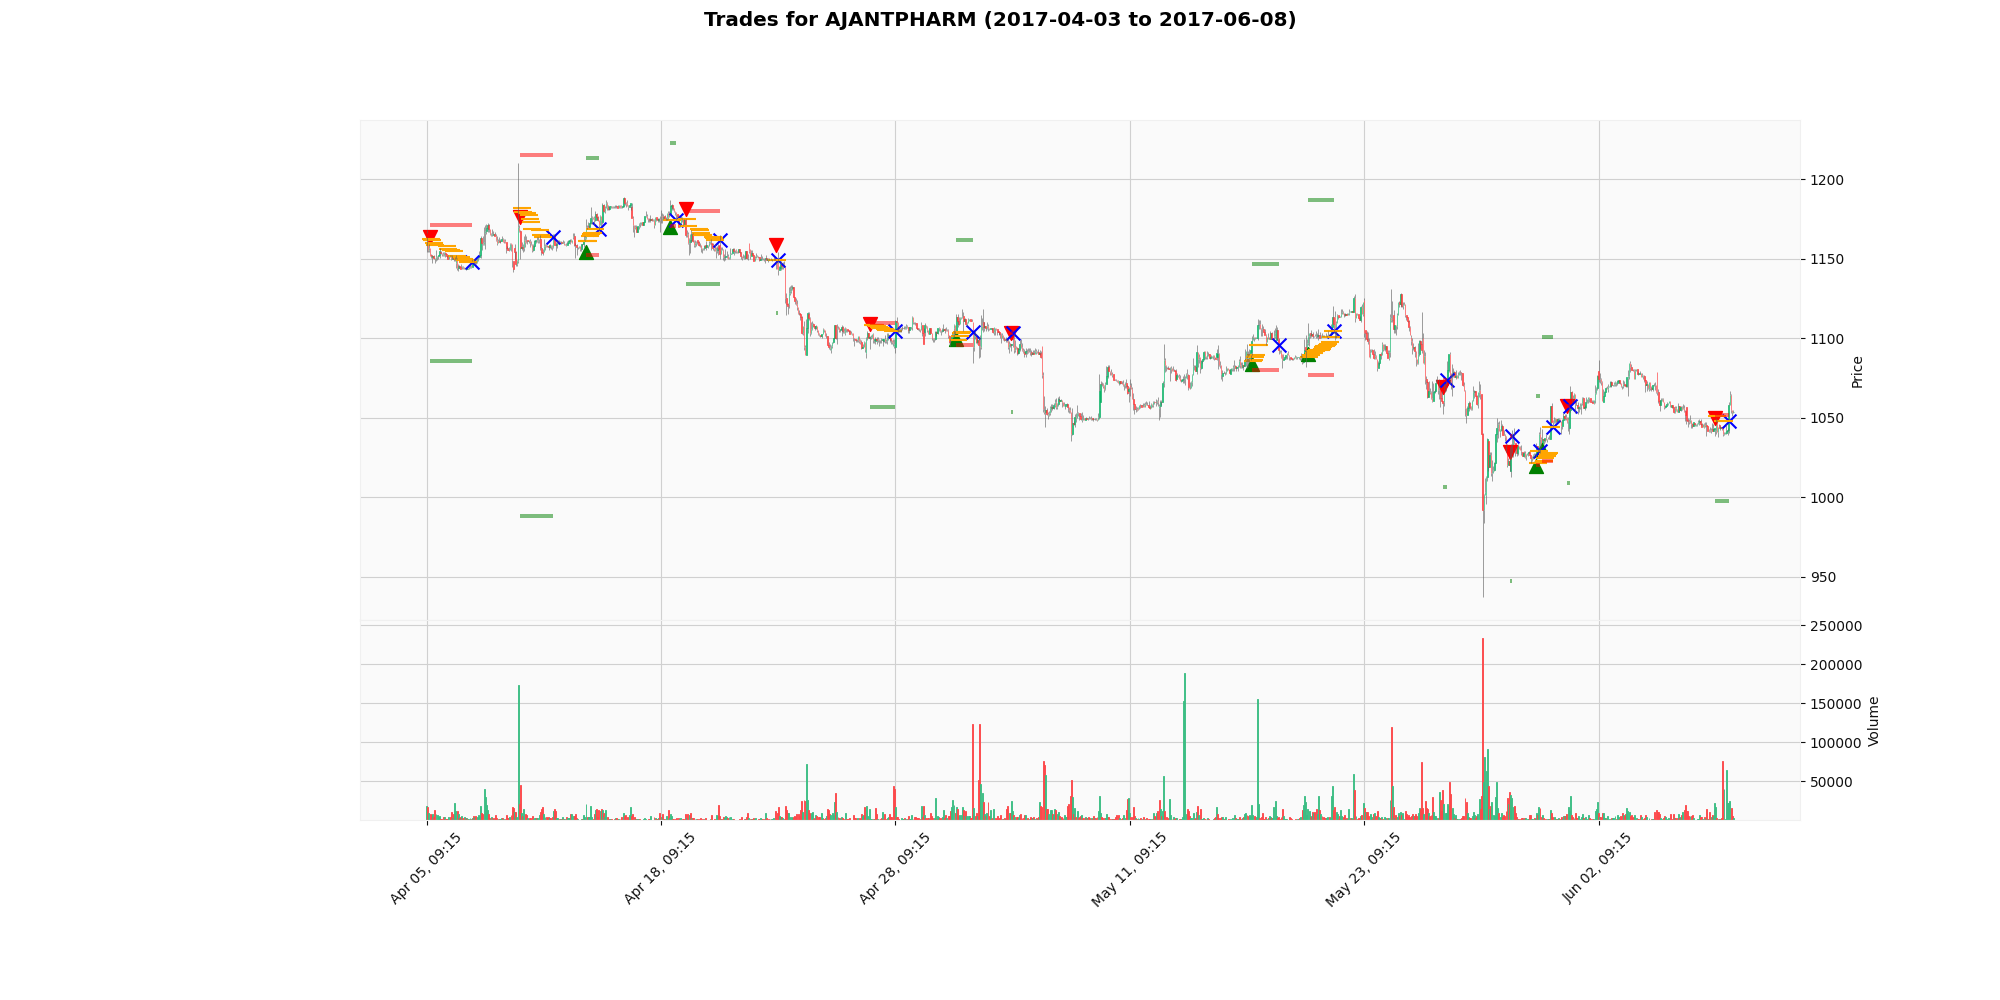 Trades for AJANTPHARM (2017-04-03 to 2017-06-08)
1200
1150
1100
1050
1000
950
Price
250000
200000
150000
100000
50000
Volume
Apr 05, 09:15
Apr 18, 09:15
Apr 28, 09:15
May 11, 09:15
May 23, 09:15
Jun 02, 09:15